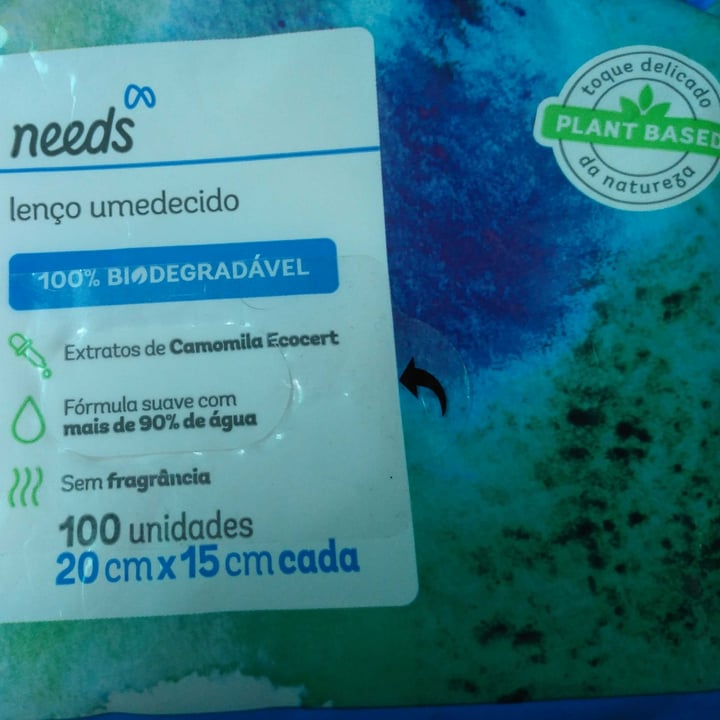 needs
lenço umedecido
100% BIODEGRADÁVEL
Extratos de Camomila Ecocert
Fórmula suave com
mais de 90% de água
Sem fragrância
100 unidades
20 cm x 15 cm cada
toque delicado
PLANT BASED
da natureza